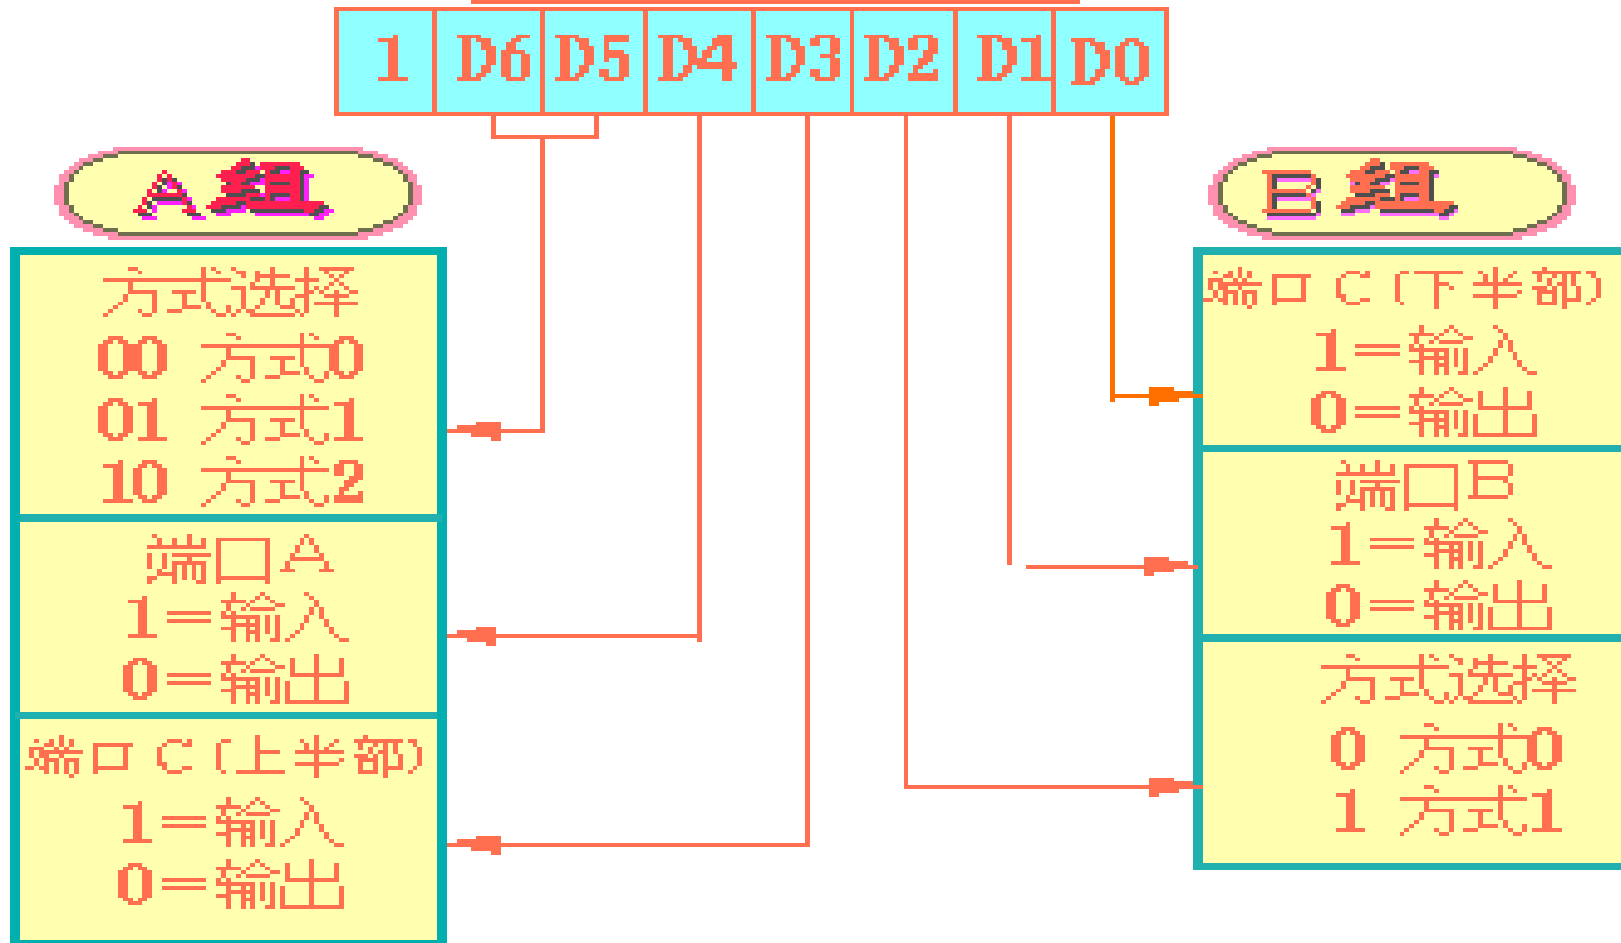 1 D6 D5 D4 D3 D2 D1 D0
A组
方式选择
00 方式0
01 方式1
10 方式2
端口A
1=输入
0=输出
端口C(上半部)
1=输入
0=输出
B组
端口C(下半部)
1=输入
0=输出
端口B
1=输入
0=输出
方式选择
0 方式0
1 方式1